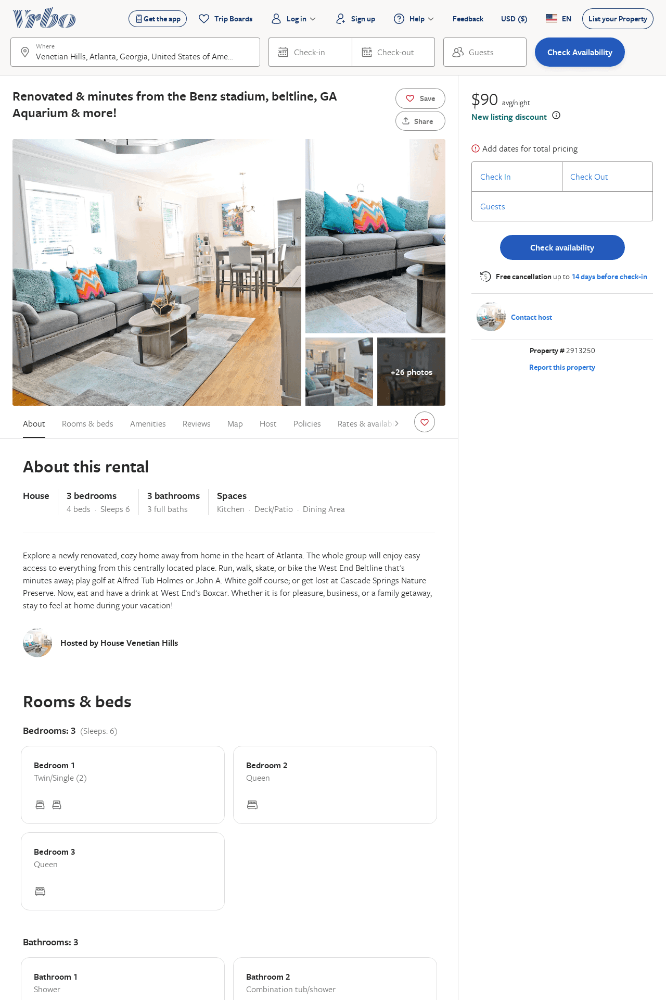 Vrbo
Get the app
Trip Boards
Log in
Sign up
Help
Feedback
USD ($)
EN
List your Property
Where
Venetian Hills, Atlanta, Georgia, United States of Ame...
Check-in
Check-out
Guests
Check Availability
Renovated & minutes from the Benz stadium, beltline, GA
Aquarium & more!
Save
Share
+26 photos
$90 avg/night
New listing discount
Add dates for total pricing
Check In
Check Out
Guests
Check availability
Free cancellation up to 14 days before check-in
Contact host
Property # 2913250
Report this property
About
Rooms & beds
Amenities
Reviews
Map
Host
Policies
Rates & availab
About this rental
House
3 bedrooms
4 beds · Sleeps 6
3 bathrooms
3 full baths
Spaces
Kitchen · Deck/Patio · Dining Area
Explore a newly renovated, cozy home away from home in the heart of Atlanta. The whole group will enjoy easy
access to everything from this centrally located place. Run, walk, skate, or bike the West End Beltline that's
minutes away; play golf at Alfred Tub Holmes or John A. White golf course; or get lost at Cascade Springs Nature
Preserve. Now, eat and have a drink at West End's Boxcar. Whether it is for pleasure, business, or a family getaway,
stay to feel at home during your vacation!
Hosted by House Venetian Hills
Rooms & beds
Bedrooms: 3 (Sleeps: 6)
Bedroom 1
Twin/Single (2)
Bedroom 2
Queen
Bedroom 3
Queen
Bathrooms: 3
Bathroom 1
Shower
Bathroom 2
Combination tub/shower